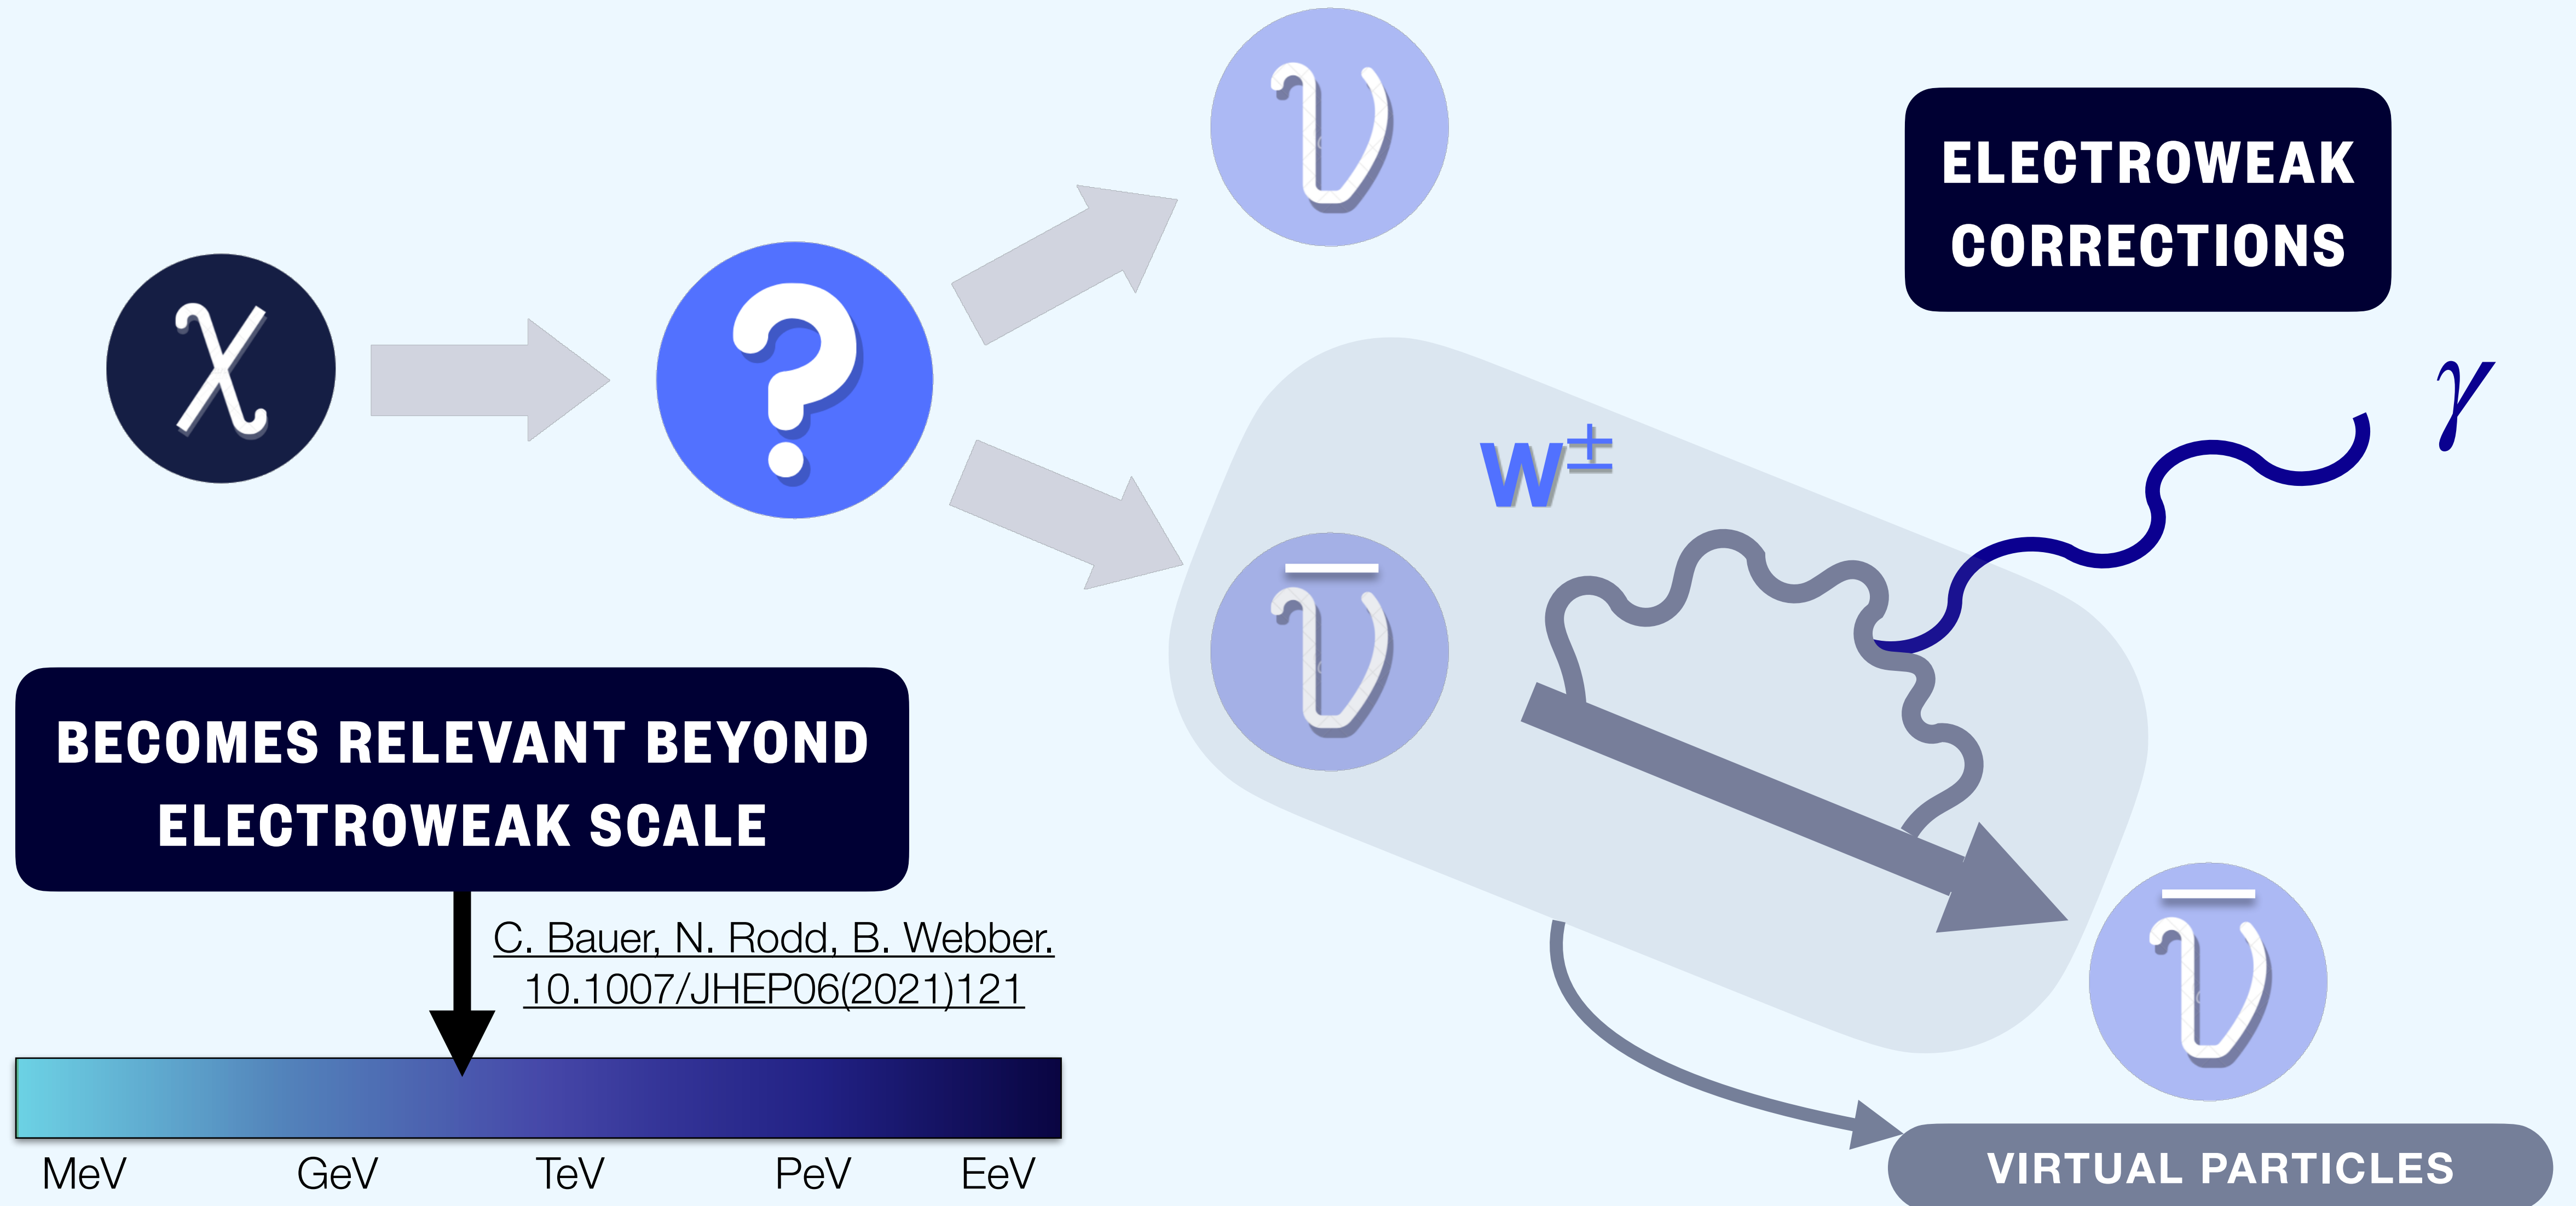 ν
ELECTROWEAK
CORRECTIONS
χ
?
γ
W±
ν̅
BECOMES RELEVANT BEYOND
ELECTROWEAK SCALE
C. Bauer, N. Rodd, B. Webber.
10.1007/JHEP06(2021)121
ν̅
MeV GeV TeV PeV EeV
VIRTUAL PARTICLES